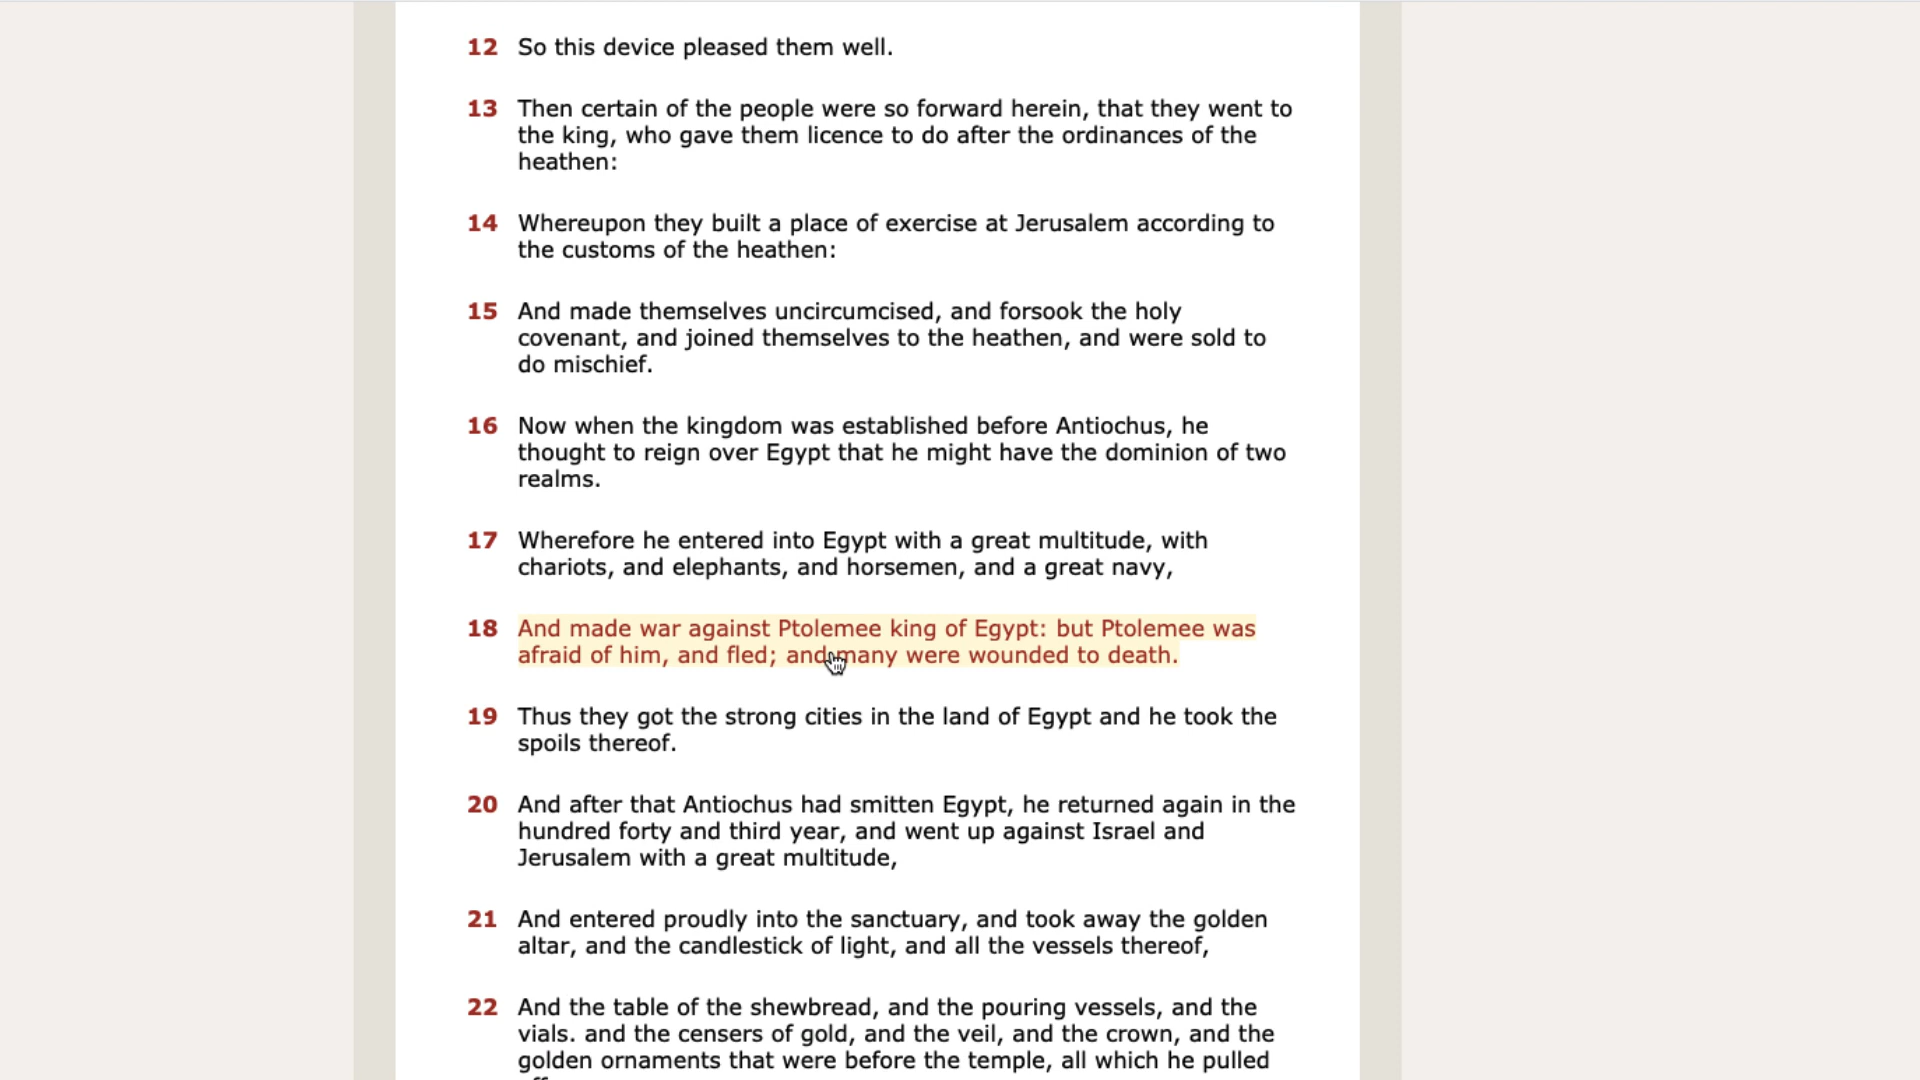 12 So this device pleased them well.
13 Then certain of the people were so forward herein, that they went to
the king, who gave them licence to do after the ordinances of the
heathen:
14 Whereupon they built a place of exercise at Jerusalem according to
the customs of the heathen:
15 And made themselves uncircumcised, and forsook the holy
covenant, and joined themselves to the heathen, and were sold to
do mischief.
16 Now when the kingdom was established before Antiochus, he
thought to reign over Egypt that he might have the dominion of two
realms.
17 Wherefore he entered into Egypt with a great multitude, with
chariots, and elephants, and horsemen, and a great navy,
18 And made war against Ptolemee king of Egypt: but Ptolemee was
afraid of him, and fled; and many were wounded to death.
19 Thus they got the strong cities in the land of Egypt and he took the
spoils thereof.
20 And after that Antiochus had smitten Egypt, he returned again in the
hundred forty and third year, and went up against Israel and
Jerusalem with a great multitude,
21 And entered proudly into the sanctuary, and took away the golden
altar, and the candlestick of light, and all the vessels thereof,
22 And the table of the shewbread, and the pouring vessels, and the
vials. and the censers of gold, and the veil, and the crown, and the
golden ornaments that were before the temple, all which he pulled